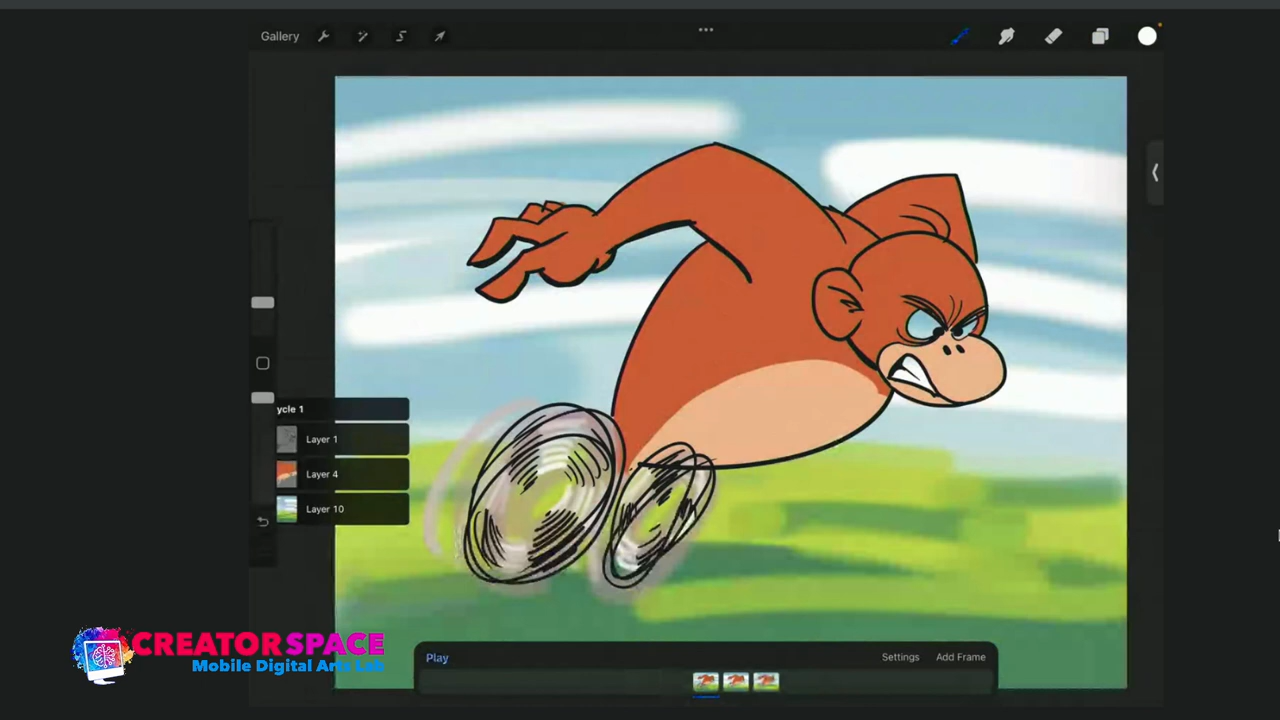 Gallery
ycle 1
Layer 1
Layer 4
Layer 10
CREATORSPACE
Mobile Digital Arts Lab
Play
Settings
Add Frame